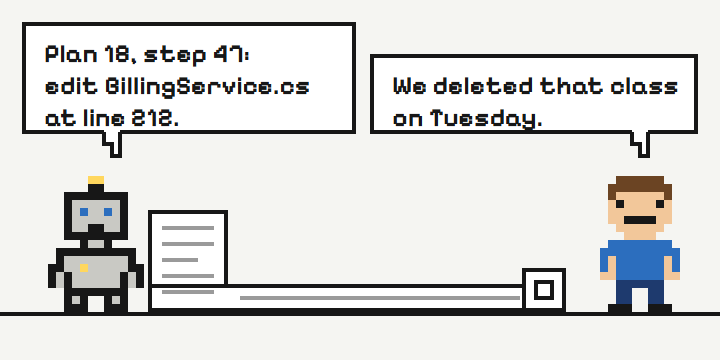 Plan 18, step 47:
edit BillingService.cs
at line 212.
We deleted that class
on Tuesday.